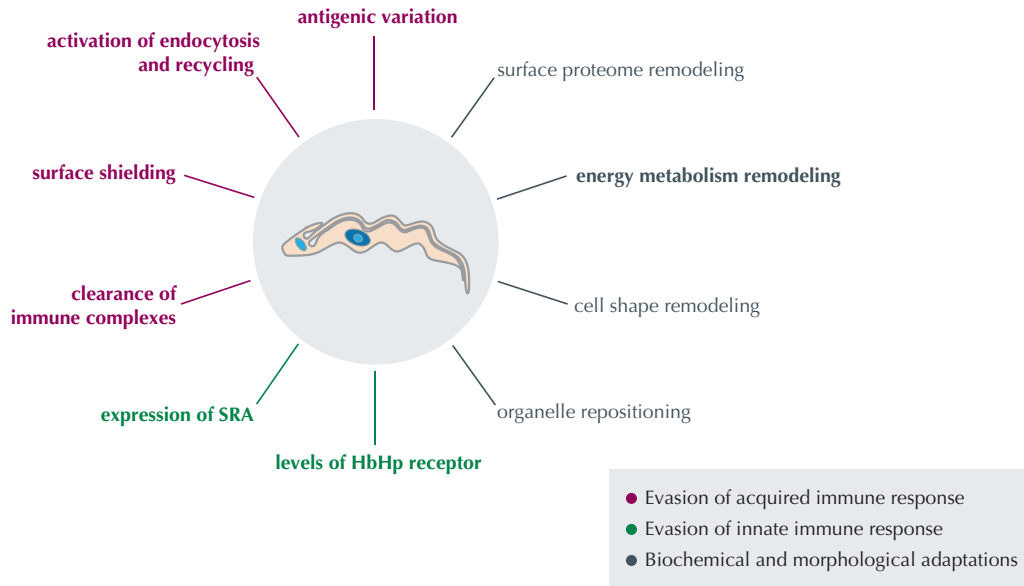 antigenic variation
activation of endocytosis
and recycling
surface proteome remodeling
surface shielding
energy metabolism remodeling
clearance of
immune complexes
cell shape remodeling
expression of SRA
organelle repositioning
levels of HbHp receptor
Evasion of acquired immune response
Evasion of innate immune response
Biochemical and morphological adaptations